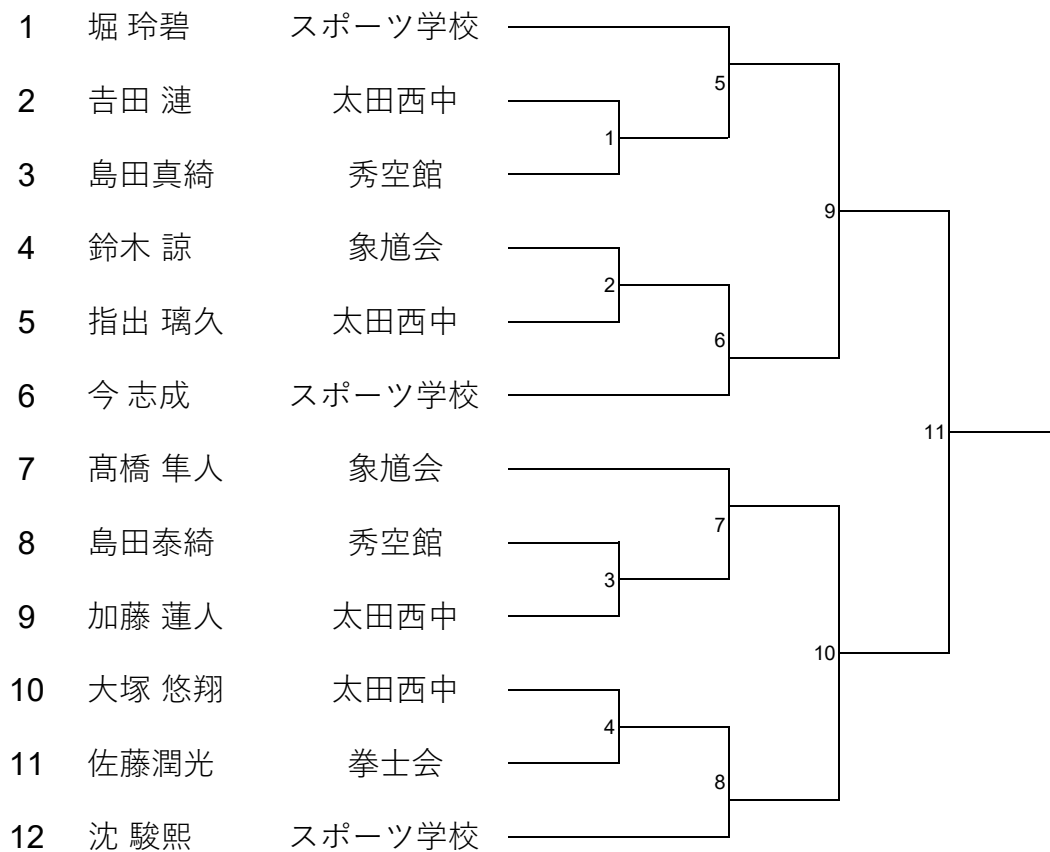 1 堀 玲碧 スポーツ学校
2 𠮷田 漣 太田西中
3 島田真綺 秀空館
4 鈴木 諒 象馗会
5 指出 璃久 太田西中
6 今 志成 スポーツ学校
7 髙橋 隼人 象馗会
8 島田泰綺 秀空館
9 加藤 蓮人 太田西中
10 大塚 悠翔 太田西中
11 佐藤潤光 拳士会
12 沈 駿熙 スポーツ学校
1
2
3
4
5
6
7
8
9
10
11